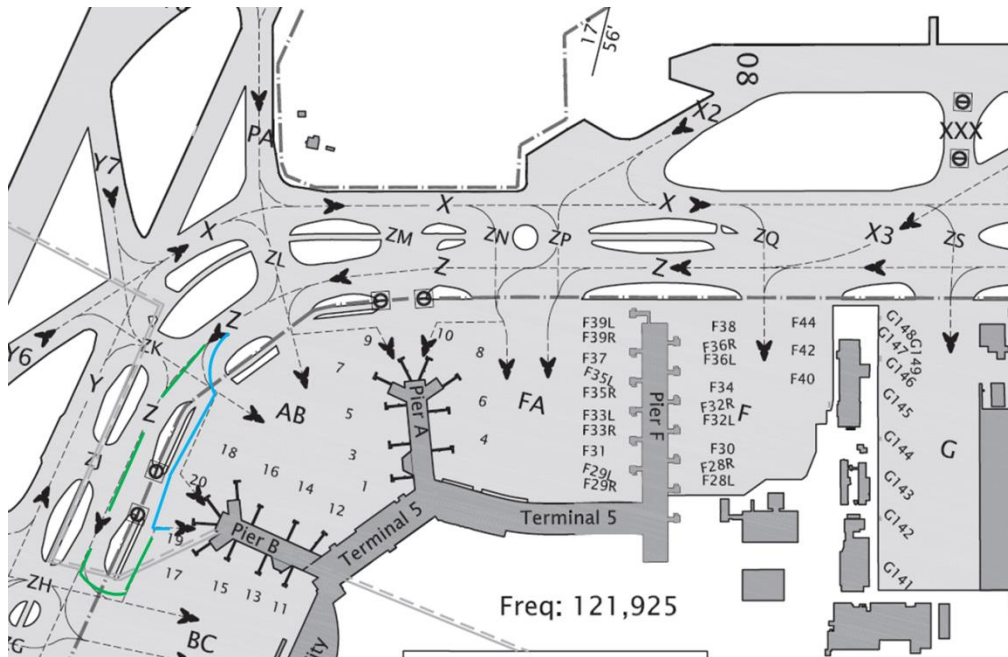 17'
56'
08
X2
XXX
PA
Y7
X
X
X
ZM
ZN
ZP
ZQ
X3
ZS
ZL
Z
Z
Y6
ZK
Z
Y
Z
ZJ
9
10
8
7
6
5
4
3
1
AB
FA
Pier A
18
16
14
12
20
19
17
15
13
11
Pier B
Terminal 5
Terminal 5
F39L
F39R
F37
F35L
F35R
F33L
F33R
F31
F29L
F29R
Pier F
F38
F36R
F36L
F34
F32R
F32L
F30
F28R
F28L
F
F44
F42
F40
G148
G149
G147
G146
G145
G144
G143
G142
G141
G
ZH
BC
Freq: 121,925